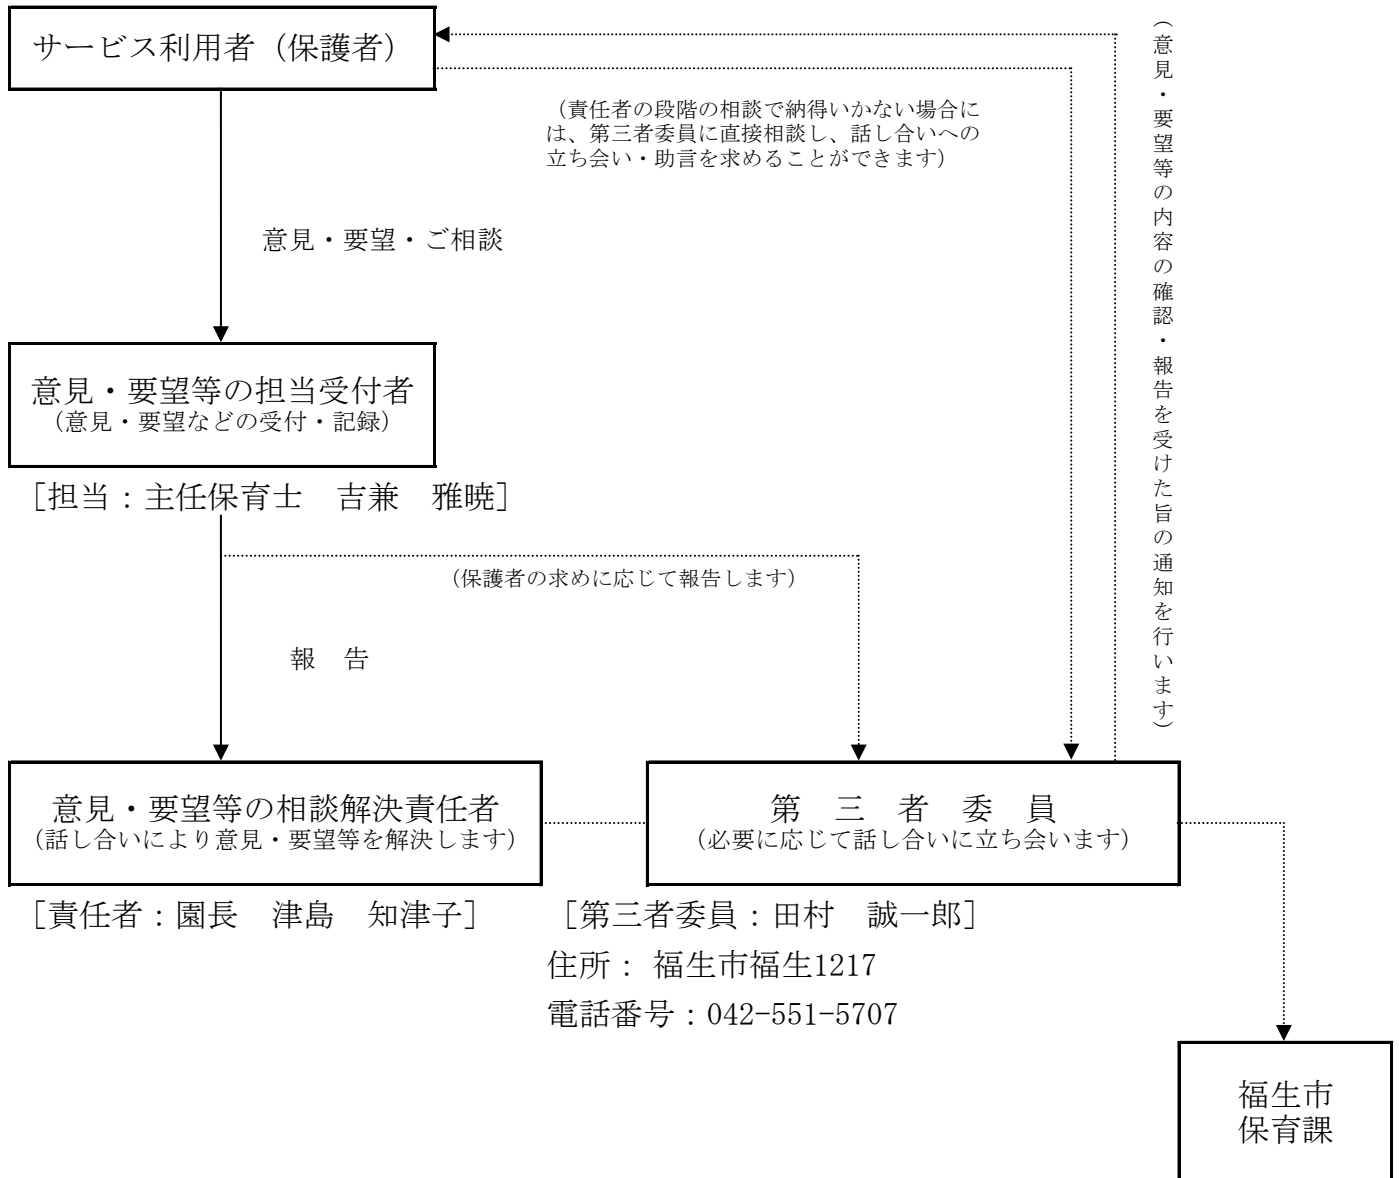 サービス利用者（保護者）
（責任者の段階の相談で納得いかない場合に
は、第三者委員に直接相談し、話し合いへの
立ち会い・助言を求めることができます）
（意見・要望等の内容の確認・報告を受けた旨の通知を行います）
意見・要望・ご相談
意見・要望等の担当受付者
（意見・要望などの受付・記録）
［担当：主任保育士　吉兼　雅暁］
（保護者の求めに応じて報告します）
報　告
意見・要望等の相談解決責任者
（話し合いにより意見・要望等を解決します）
第　三　者　委　員
（必要に応じて話し合いに立ち会います）
［責任者：園長　津島　知津子］
［第三者委員：田村　誠一郎］
住所： 福生市福生1217
電話番号：042-551-5707
福生市
保育課